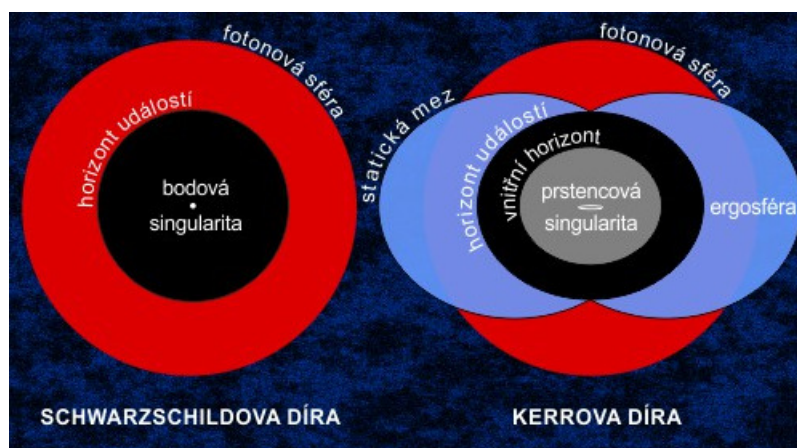 fotonová sféra
horizont událostí
bodová
singularita
SCHWARZSCHILDOVA DÍRA
fotonová sféra
statická mez
horizont událostí
vnitřní horizont
prstencová
singularita
ergosféra
KERROVA DÍRA